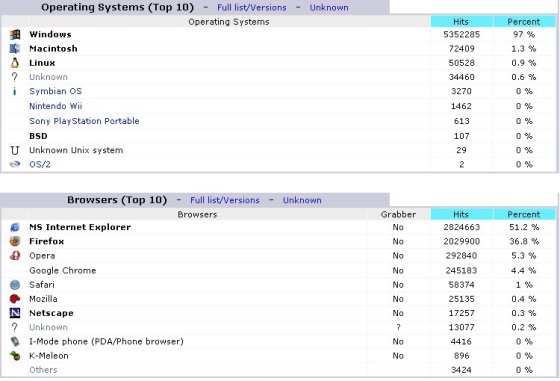 Operating Systems (Top 10) - Full list/Versions - Unknown
Operating Systems Hits Percent
Windows 5352285 97 %
Macintosh 72409 1.3 %
Linux 50528 0.9 %
? Unknown 34460 0.6 %
Symbian OS 3270 0 %
Nintendo Wii 1462 0 %
Sony PlayStation Portable 613 0 %
BSD 107 0 %
Unknown Unix system 29 0 %
OS/2 2 0 %
Browsers (Top 10) - Full list/Versions - Unknown
Browsers Grabber Hits Percent
MS Internet Explorer No 2824663 51.2 %
Firefox No 2029900 36.8 %
Opera No 292840 5.3 %
Google Chrome No 245183 4.4 %
Safari No 58374 1 %
Mozilla No 25135 0.4 %
N Netscape No 17257 0.3 %
? Unknown ? 13077 0.2 %
I-Mode phone (PDA/Phone browser) No 4416 0 %
K-Meleon No 896 0 %
Others 3424 0 %